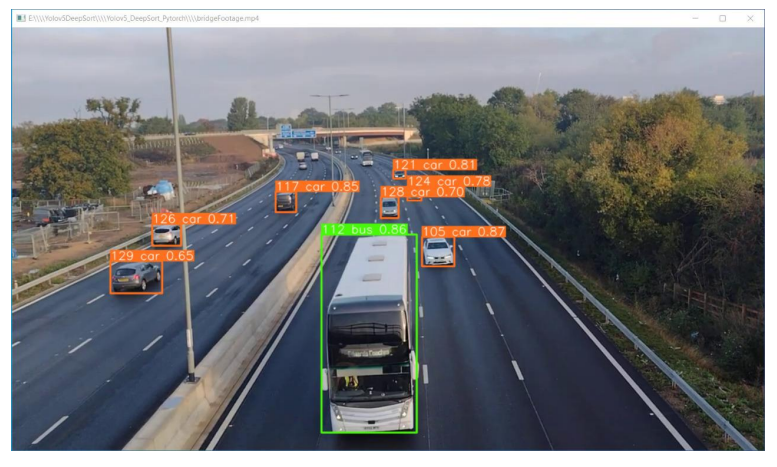 E:\\\\Yolov5DeepSort\\\\Yolov5_DeepSort_Pytorch\\\\bridgeFootage.mp4
121 car 0.81
117 car 0.85
124 car 0.78
128 car 0.70
126 car 0.71
112 bus 0.86
105 car 0.87
129 car 0.65